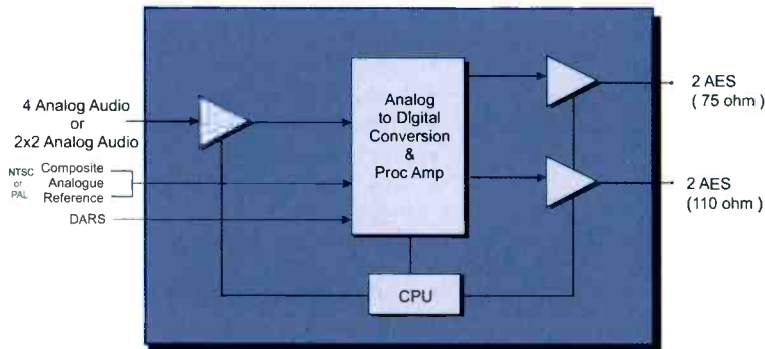 4 Analog Audio
or
2x2 Analog Audio
NTSC
or
PAL
Composite
Analogue
Reference
DARS
Analog
to Digital
Conversion
&
Proc Amp
CPU
2 AES
( 75 ohm )
2 AES
(110 ohm )